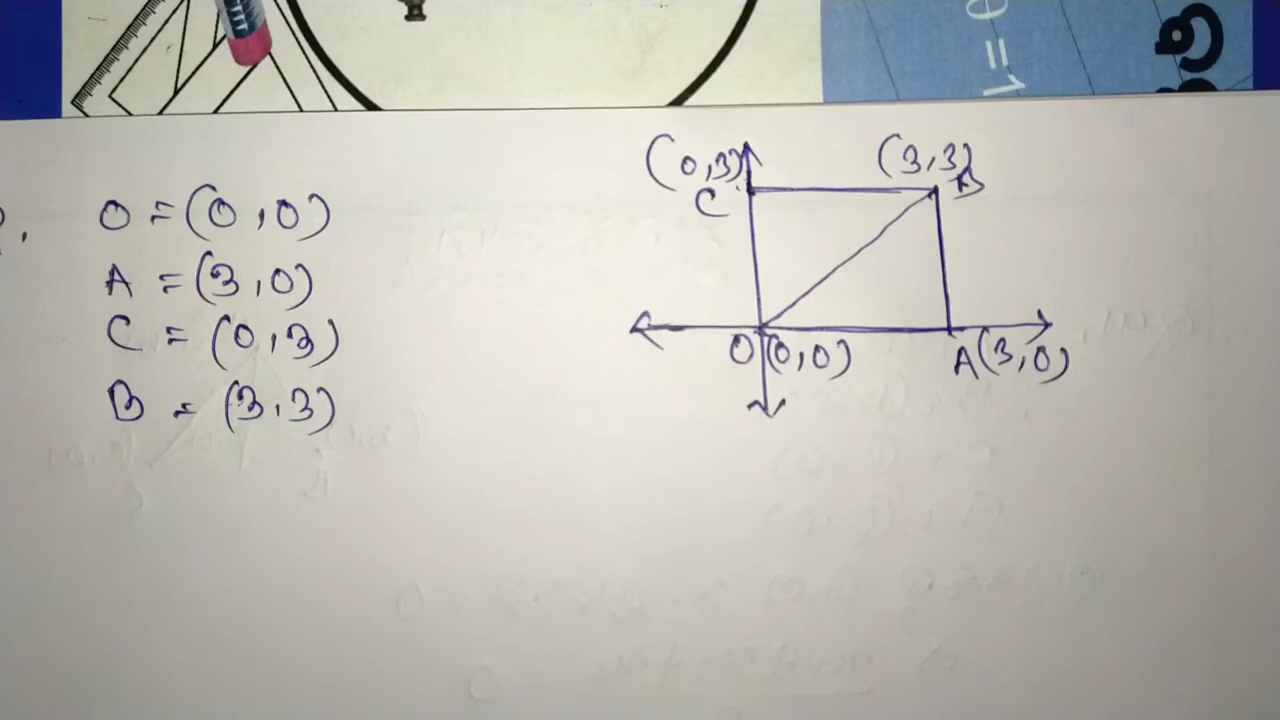 O = (0,0)
A = (3,0)
C = (0,3)
B = (3,3)
(0,3)
C
(3,3)
B
O (0,0)
A(3,0)